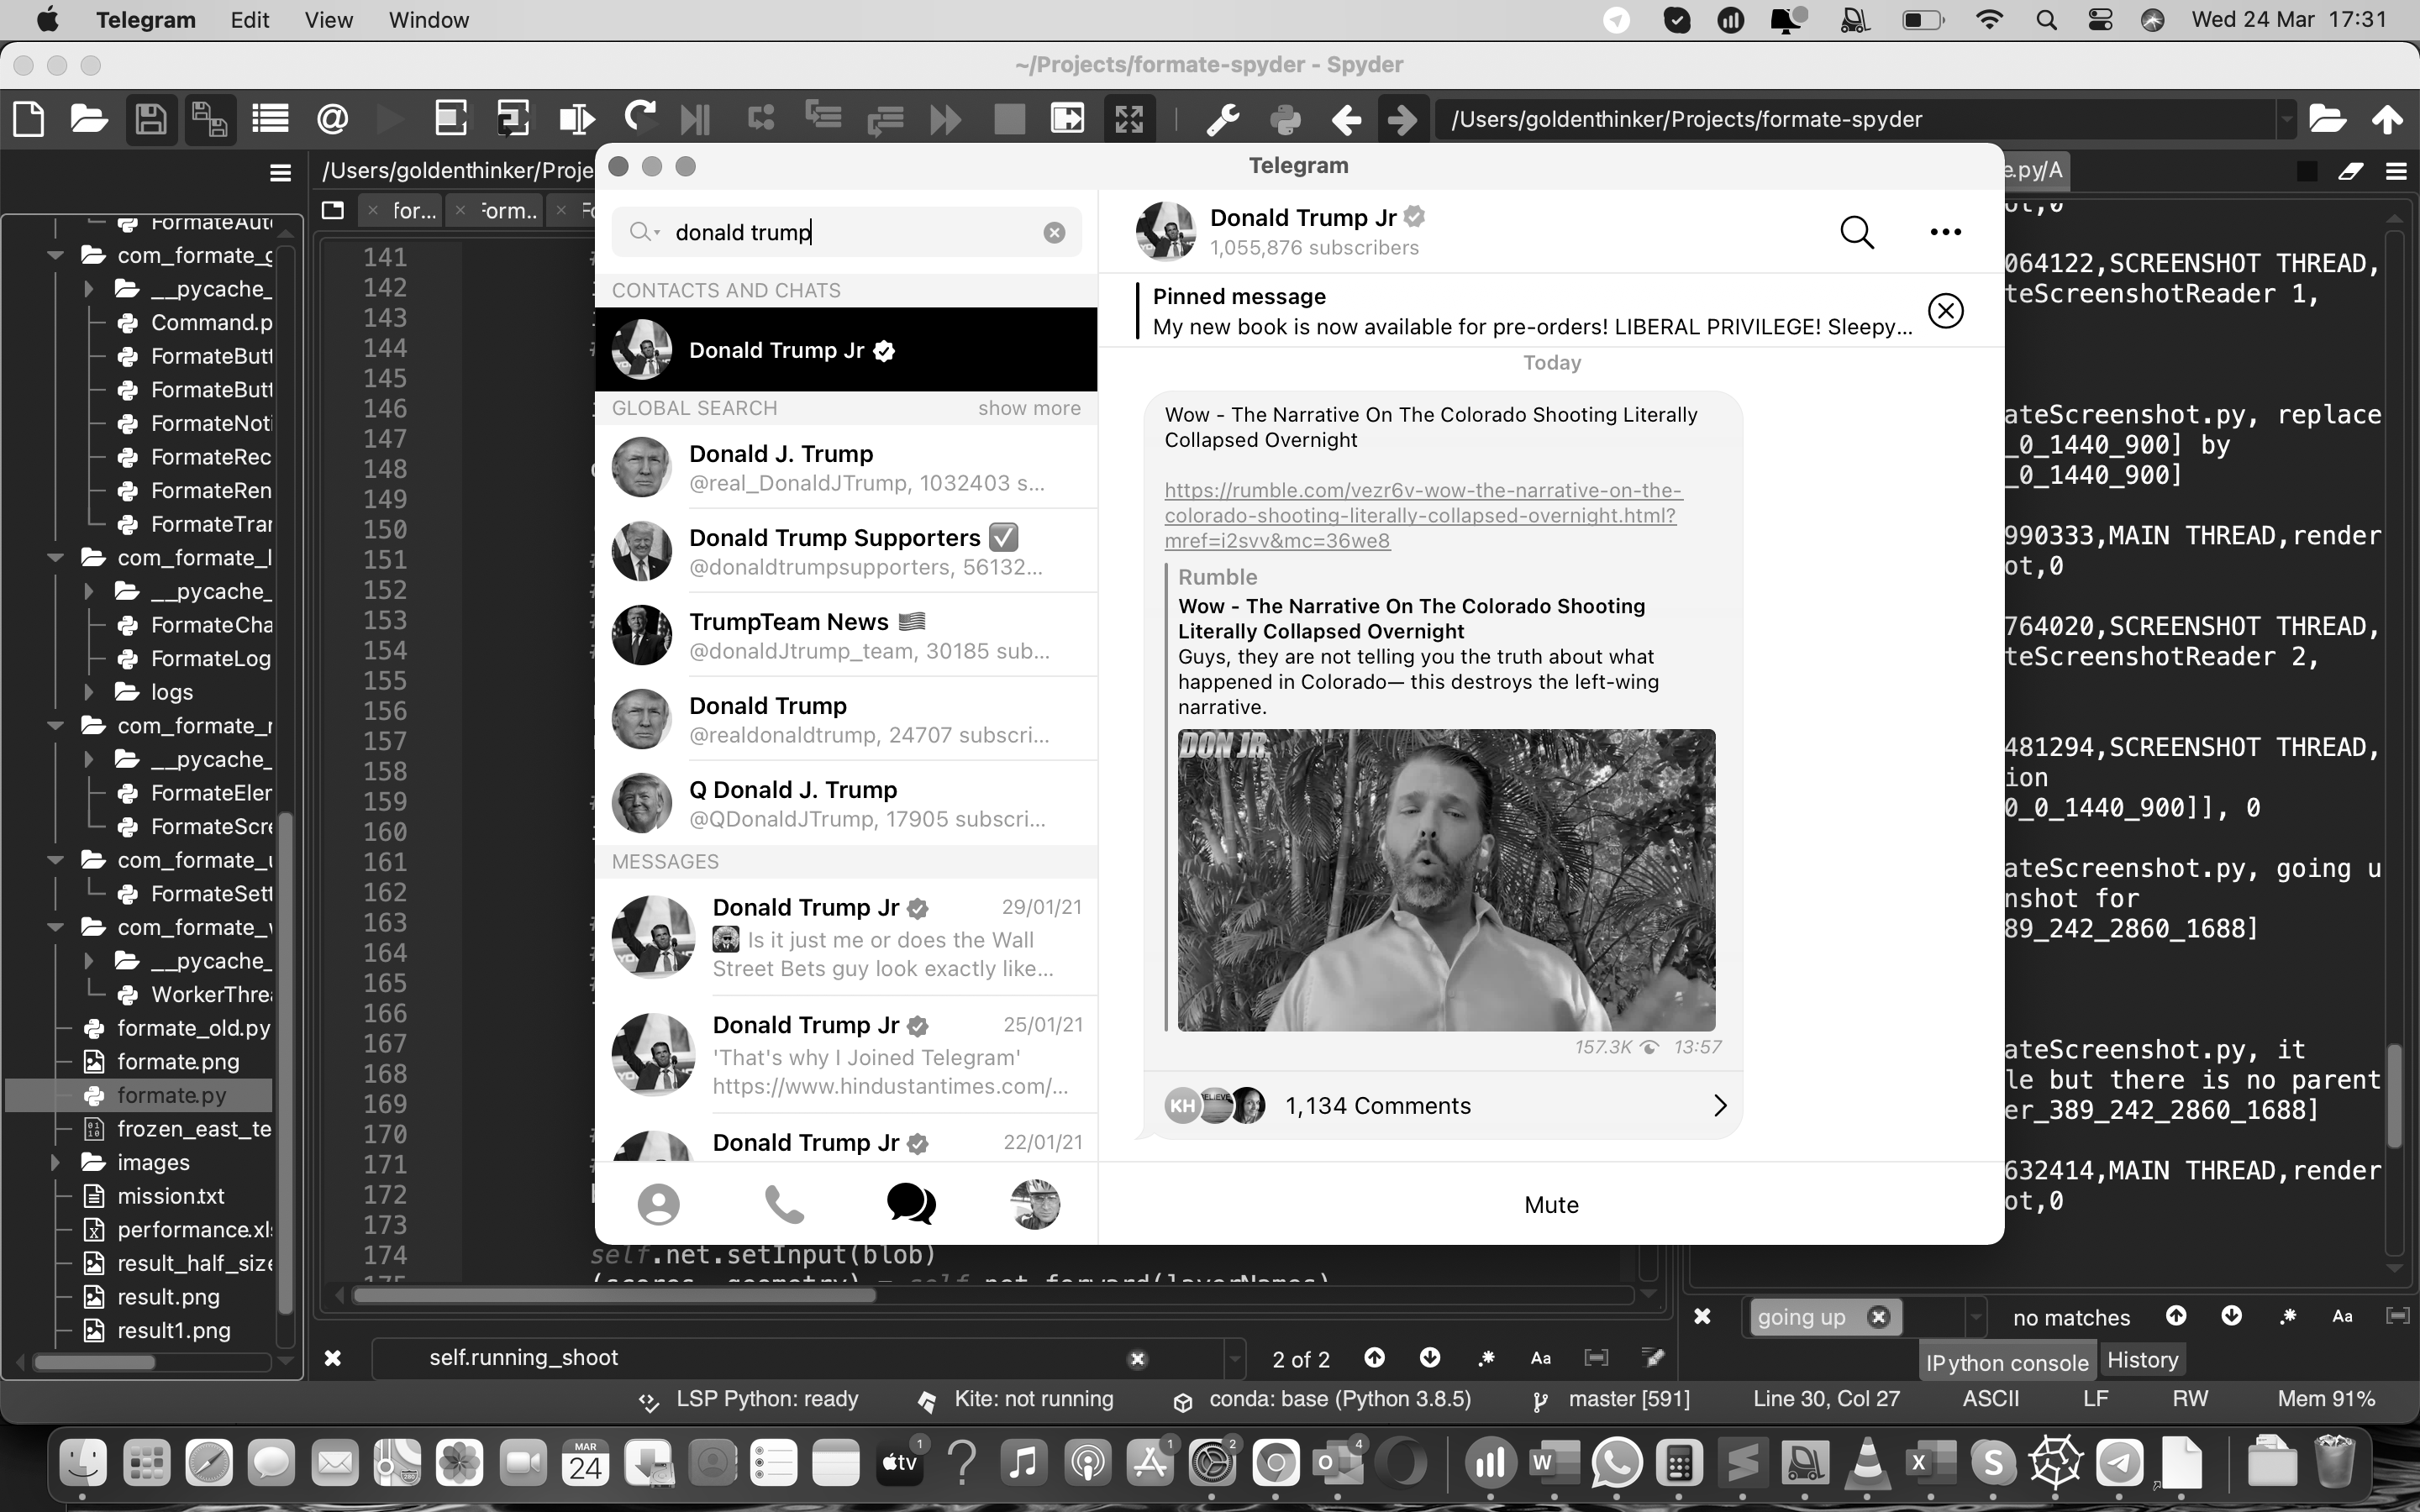 Telegram Edit View Window Wed 24 Mar 17:31
~/Projects/formate-spyder - Spyder
/Users/goldenthinker/Projects/formate-spyder
/Users/goldenthinker/Proje
for...
Form..
FormateAut
com_formate_g
__pycache_
Command.p
FormateButt
FormateButt
FormateNoti
FormateRec
FormateRen
FormateTrar
com_formate_l
__pycache_
FormateCha
FormateLog
logs
com_formate_r
__pycache_
FormateEler
FormateScre
com_formate_u
FormateSett
com_formate_v
__pycache_
WorkerThre
formate_old.py
formate.png
formate.py
frozen_east_te
images
mission.txt
performance.xl
result_half_size
result.png
result1.png
141
142
143
144
145
146
147
148
149
150
151
152
153
154
155
156
157
158
159
160
161
162
163
164
165
166
167
168
169
170
171
172
173
174
self.net.setInput(blob)
(scores, geometry) = self.net.forward(layerNames)
Telegram
donald trump
CONTACTS AND CHATS
Donald Trump Jr
GLOBAL SEARCH show more
Donald J. Trump
@real_DonaldJTrump, 1032403 s...
Donald Trump Supporters
@donaldtrumpsupporters, 56132...
TrumpTeam News
@donaldJtrump_team, 30185 sub...
Donald Trump
@realdonaldtrump, 24707 subscri...
Q Donald J. Trump
@QDonaldJTrump, 17905 subscri...
MESSAGES
Donald Trump Jr 29/01/21
Is it just me or does the Wall
Street Bets guy look exactly like...
Donald Trump Jr 25/01/21
'That's why I Joined Telegram'
https://www.hindustantimes.com/...
Donald Trump Jr 22/01/21
Donald Trump Jr
1,055,876 subscribers
Pinned message
My new book is now available for pre-orders! LIBERAL PRIVILEGE! Sleepy...
Today
Wow - The Narrative On The Colorado Shooting Literally
Collapsed Overnight
https://rumble.com/vezr6v-wow-the-narrative-on-the-
colorado-shooting-literally-collapsed-overnight.html?
mref=i2svv&mc=36we8
Rumble
Wow - The Narrative On The Colorado Shooting
Literally Collapsed Overnight
Guys, they are not telling you the truth about what
happened in Colorado— this destroys the left-wing
narrative.
DON JR.
157.3K 13:57
KH
1,134 Comments
Mute
e.py/A
ot,0
064122,SCREENSHOT THREAD,
teScreenshotReader 1,
ateScreenshot.py, replace
_0_1440_900] by
_0_1440_900]
990333,MAIN THREAD,render
ot,0
764020,SCREENSHOT THREAD,
teScreenshotReader 2,
481294,SCREENSHOT THREAD,
ion
0_0_1440_900]], 0
ateScreenshot.py, going u
nshot for
89_242_2860_1688]
ateScreenshot.py, it
le but there is no parent
er_389_242_2860_1688]
632414,MAIN THREAD,render
ot,0
going up no matches Aa
self.running_shoot 2 of 2 Aa
IPython console History
LSP Python: ready Kite: not running conda: base (Python 3.8.5) master [591] Line 30, Col 27 ASCII LF RW Mem 91%
MAR
24
tv
1
1
2
4
W
X
S